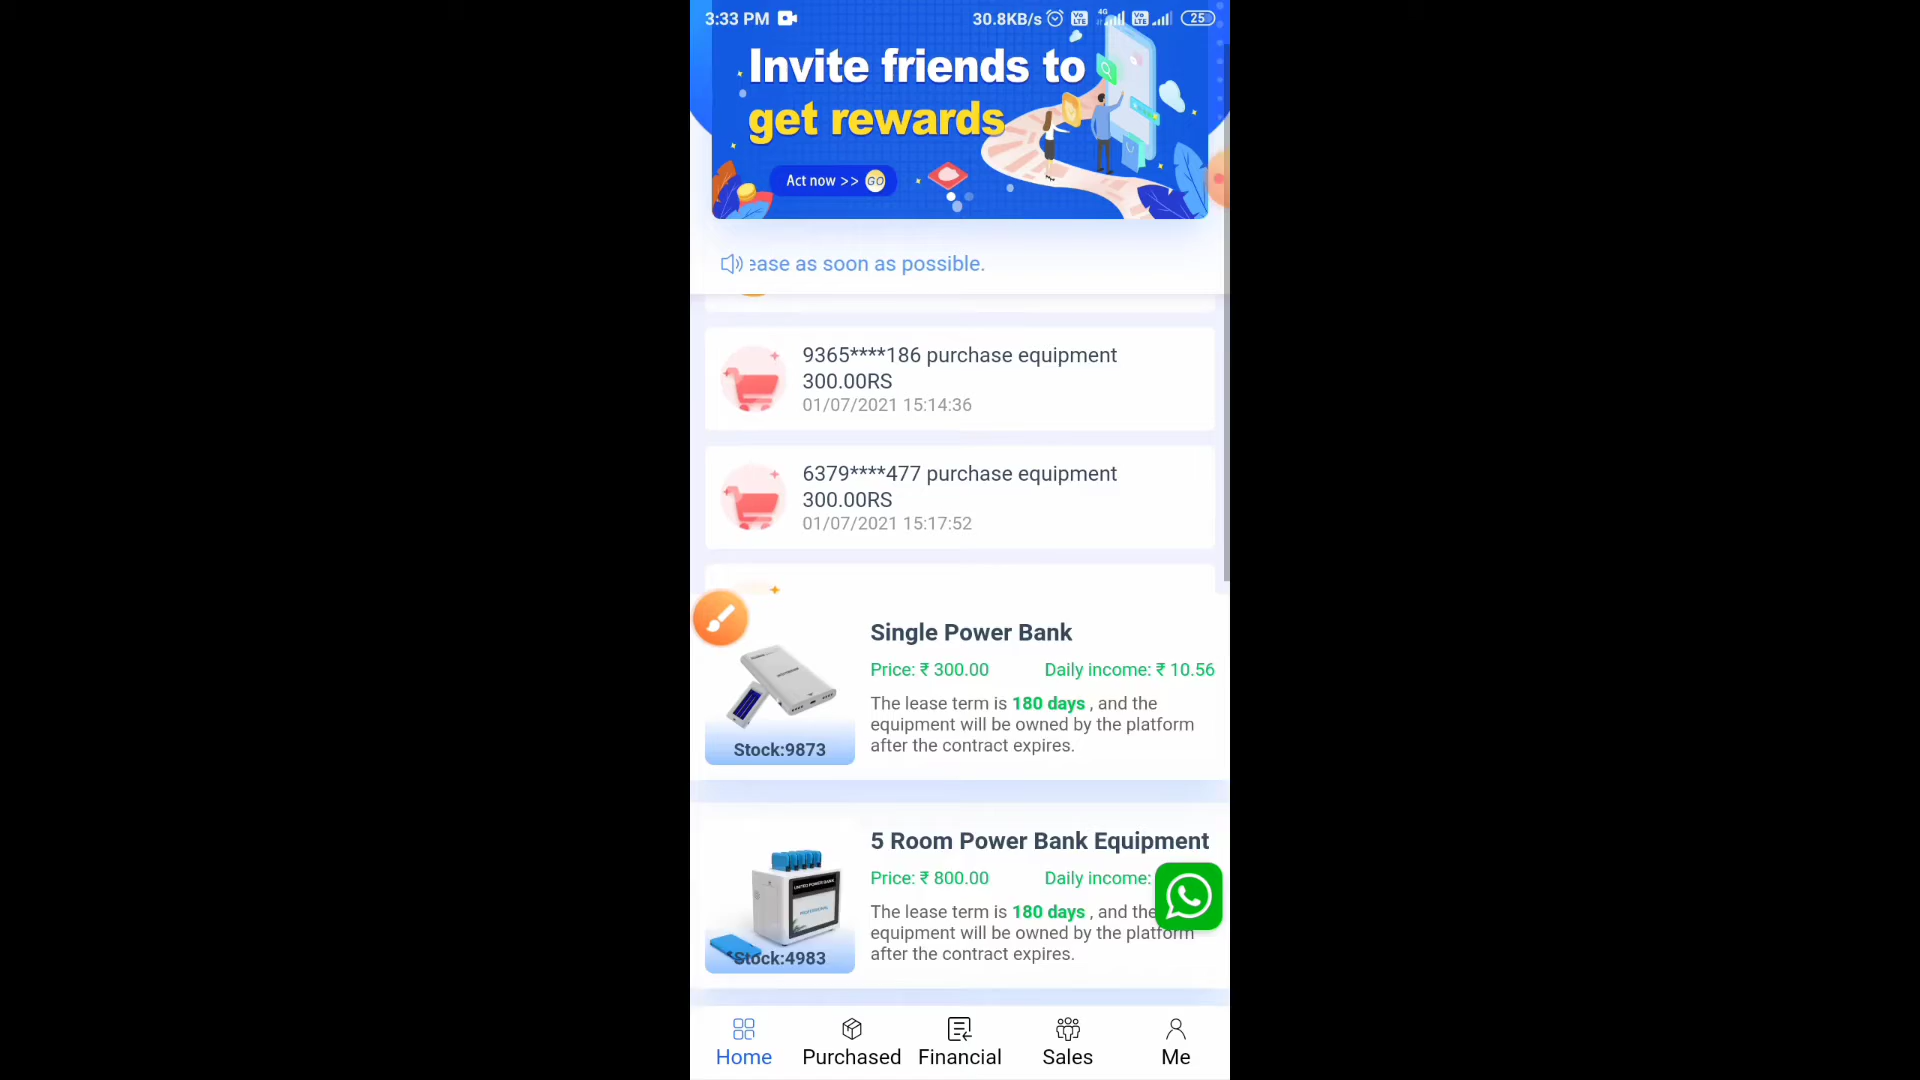 3:33 PM 30.8KB/s 4G 25
Invite friends to
get rewards
Act now >> GO
ease as soon as possible.
9365****186 purchase equipment
300.00RS
01/07/2021 15:14:36
6379****477 purchase equipment
300.00RS
01/07/2021 15:17:52
Single Power Bank
Price: ₹ 300.00 Daily income: ₹ 10.56
The lease term is 180 days , and the
equipment will be owned by the platform
after the contract expires.
Stock:9873
5 Room Power Bank Equipment
Price: ₹ 800.00 Daily income:
The lease term is 180 days , and the
equipment will be owned by the platform
after the contract expires.
UNITED POWER BANK
Stock:4983
Home Purchased Financial Sales Me